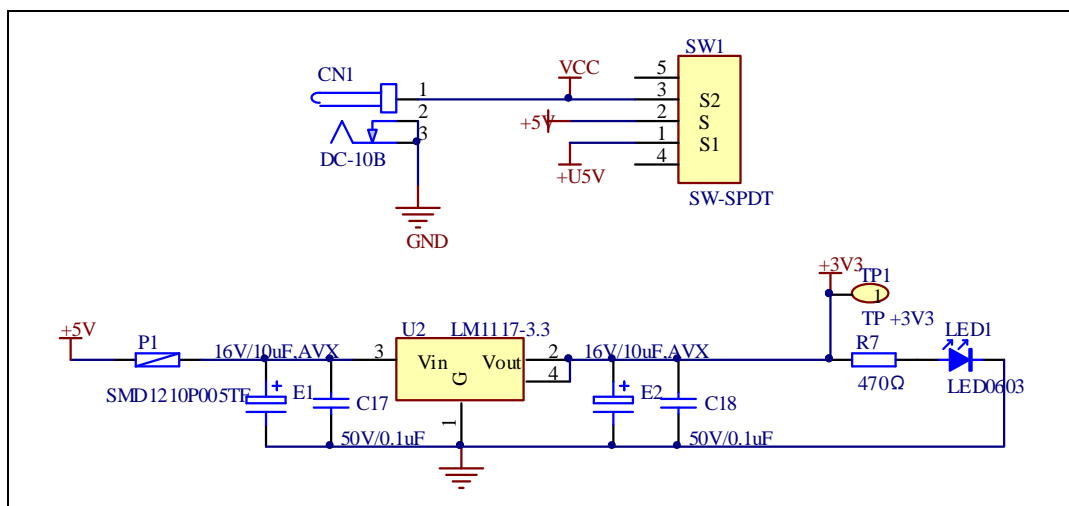 SW1
CN1
VCC
5
1
3
S2
2
2
S
+5V
3
1
S1
DC-10B
+U5V
4
SW-SPDT
GND
+3V3
TP1
1
+5V
P1
U2
LM1117-3.3
TP +3V3
LED1
R7
16V/10uF,AVX
3
Vin
Vout
2
16V/10uF,AVX
4
G
SMD1210P005TF
E1
C17
E2
C18
470Ω
LED0603
1
50V/0.1uF
50V/0.1uF